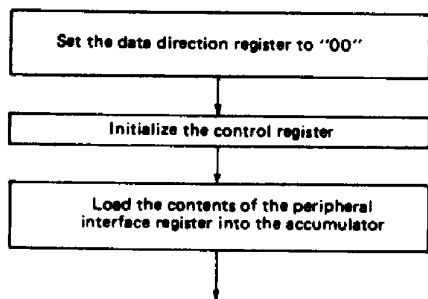 Set the data direction register to “00”
Initialize the control register
Load the contents of the peripheral
interface register into the accumulator